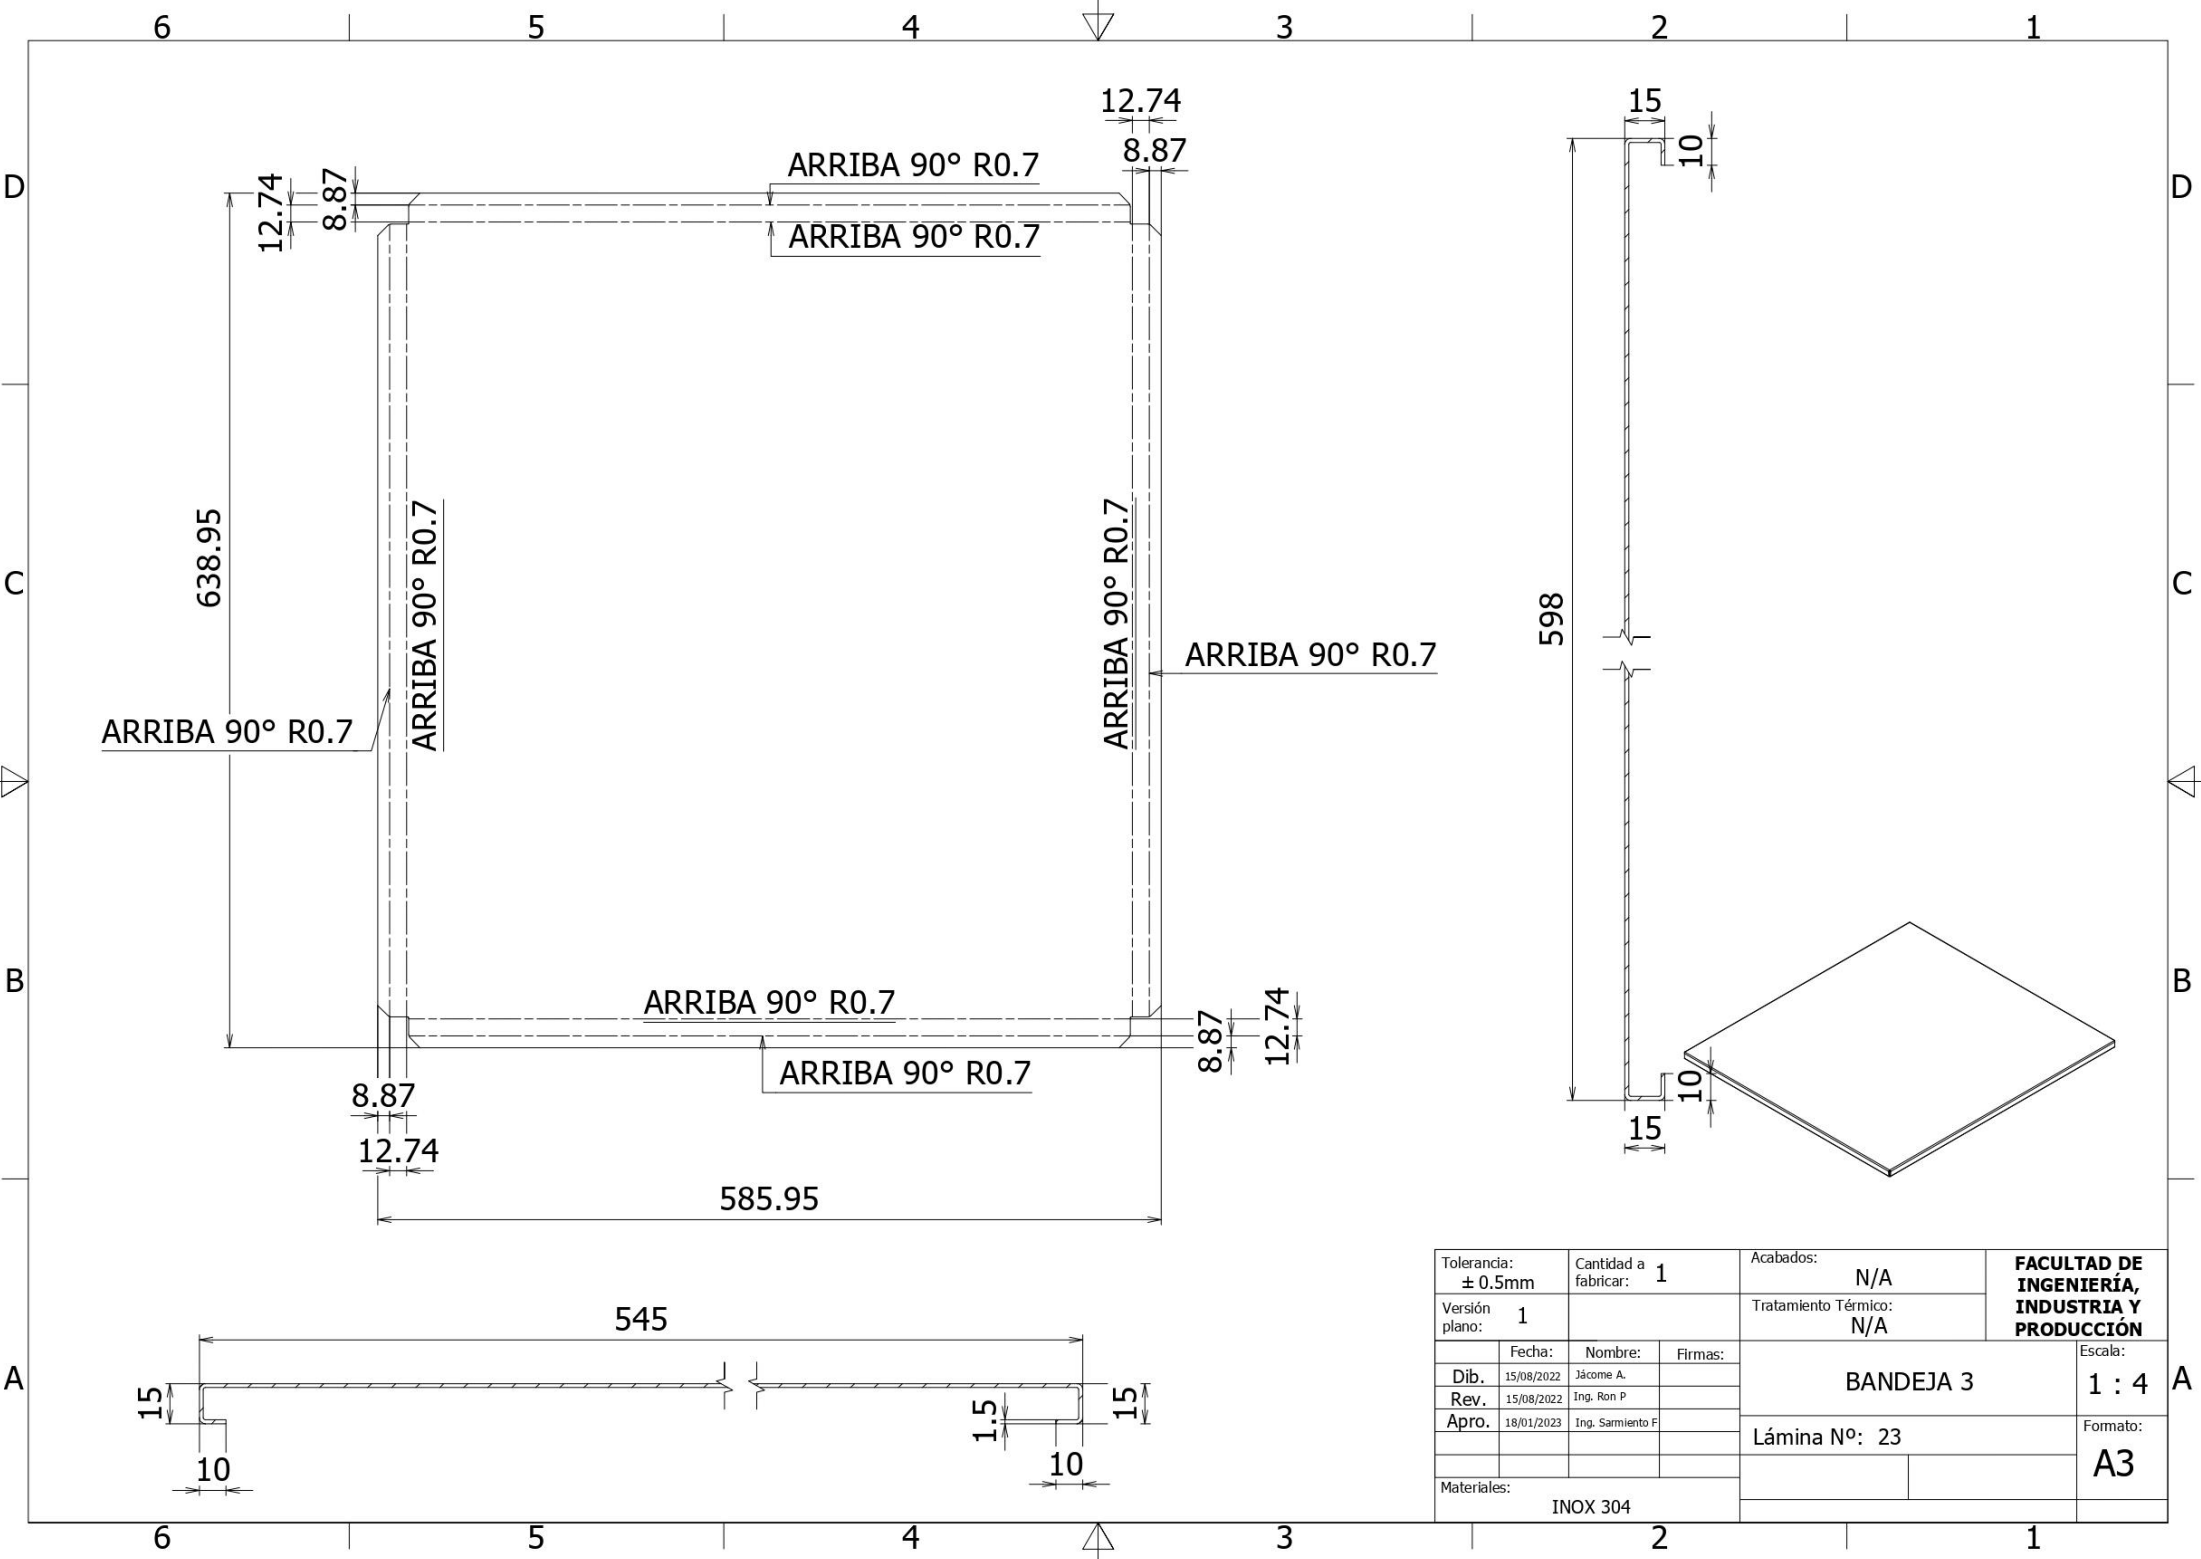 6 5 4 3 2 1
D
D
C
C
B
B
A
A
12.74
8.87
ARRIBA 90° R0.7
12.74
8.87
ARRIBA 90° R0.7
638.95
ARRIBA 90° R0.7
ARRIBA 90° R0.7
ARRIBA 90° R0.7
ARRIBA 90° R0.7
ARRIBA 90° R0.7
ARRIBA 90° R0.7
8.87
12.74
8.87
12.74
585.95
15
10
598
10
15
545
15
1.5
15
10
10
Tolerancia:
± 0.5mm
Cantidad a
fabricar: 1
Acabados:
N/A
FACULTAD DE
INGENIERÍA,
INDUSTRIA Y
PRODUCCIÓN
Versión
plano: 1
Tratamiento Térmico:
N/A
Fecha: Nombre: Firmas:
Dib. 15/08/2022 Jácome A.
Rev. 15/08/2022 Ing. Ron P
Apro. 18/01/2023 Ing. Sarmiento F
BANDEJA 3
Escala:
1 : 4
Lámina Nº: 23
Formato:
A3
Materiales:
INOX 304
6 5 4 3 2 1